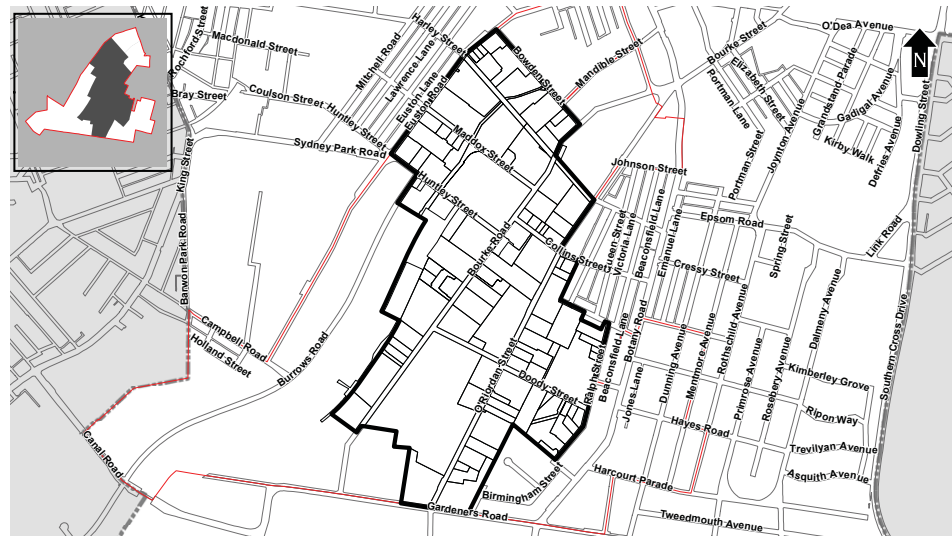 O'Dea Avenue
N
Rochford Street
Macdonald Street
Harley Street
Mitchell Road
Lawrence Lane
Euston Lane
Euston Road
Bowden Street
Mandible Street
Bourke Street
Elizabeth Street
Portman Lane
Grandstand Parade
Gadigal Avenue
Dowling Street
Bray Street
Coulson Street
Huntley Street
Sydney Park Road
King Street
Maddox Street
Johnson Street
Portman Street
Joynton Avenue
Kirby Walk
Defries Avenue
Barwon Park Road
Huntley Street
Bourke Road
Collins Street
Queen Street
Victoria Lane
Beaconsfield Lane
Emanuel Lane
Epsom Road
Cressy Street
Spring Street
Link Road
Campbell Road
Holland Street
Burrows Road
O'Riordan Street
Doody Street
Ralph Street
Beaconsfield Lane
Botany Road
Jones Lane
Dunning Avenue
Mentmore Avenue
Rothschild Avenue
Primrose Avenue
Rosebery Avenue
Dalmeny Avenue
Southern Cross Drive
Kimberley Grove
Ripon Way
Hayes Road
Trevilyan Avenue
Asquith Avenue
Canal Road
Harcourt Parade
Birmingham Street
Gardeners Road
Tweedmouth Avenue